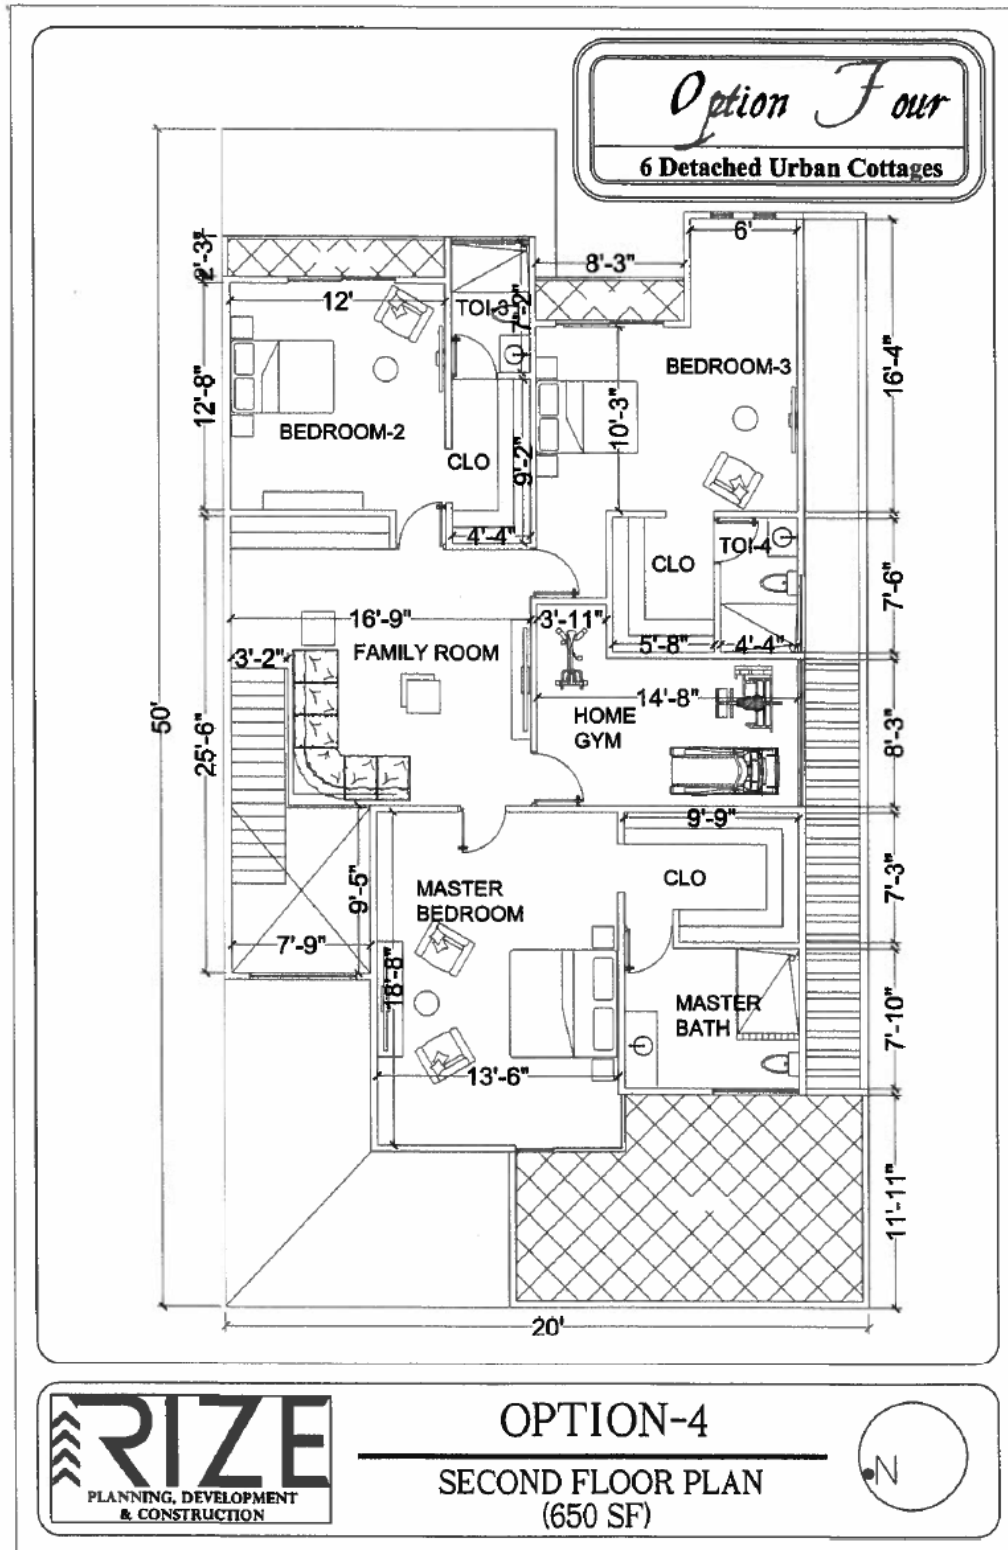 Option Four
6 Detached Urban Cottages
6'
2'-3"
8'-3"
12'
TOI-3
7'-2"
BEDROOM-3
16'-4"
12'-8"
10'-3"
BEDROOM-2
CLO
9'-2"
4'-4"
CLO
TOI-4
7'-6"
16'-9"
3'-11"
FAMILY ROOM
5'-8"
4'-4"
3'-2"
14'-8"
HOME
GYM
50'
25'-6"
8'-3"
9'-9"
MASTER
BEDROOM
CLO
9'-5"
7'-3"
7'-9"
18'-8"
MASTER
BATH
7'-10"
13'-6"
11'-11"
20'
RIZE
PLANNING, DEVELOPMENT
& CONSTRUCTION
OPTION-4
SECOND FLOOR PLAN
(650 SF)
N